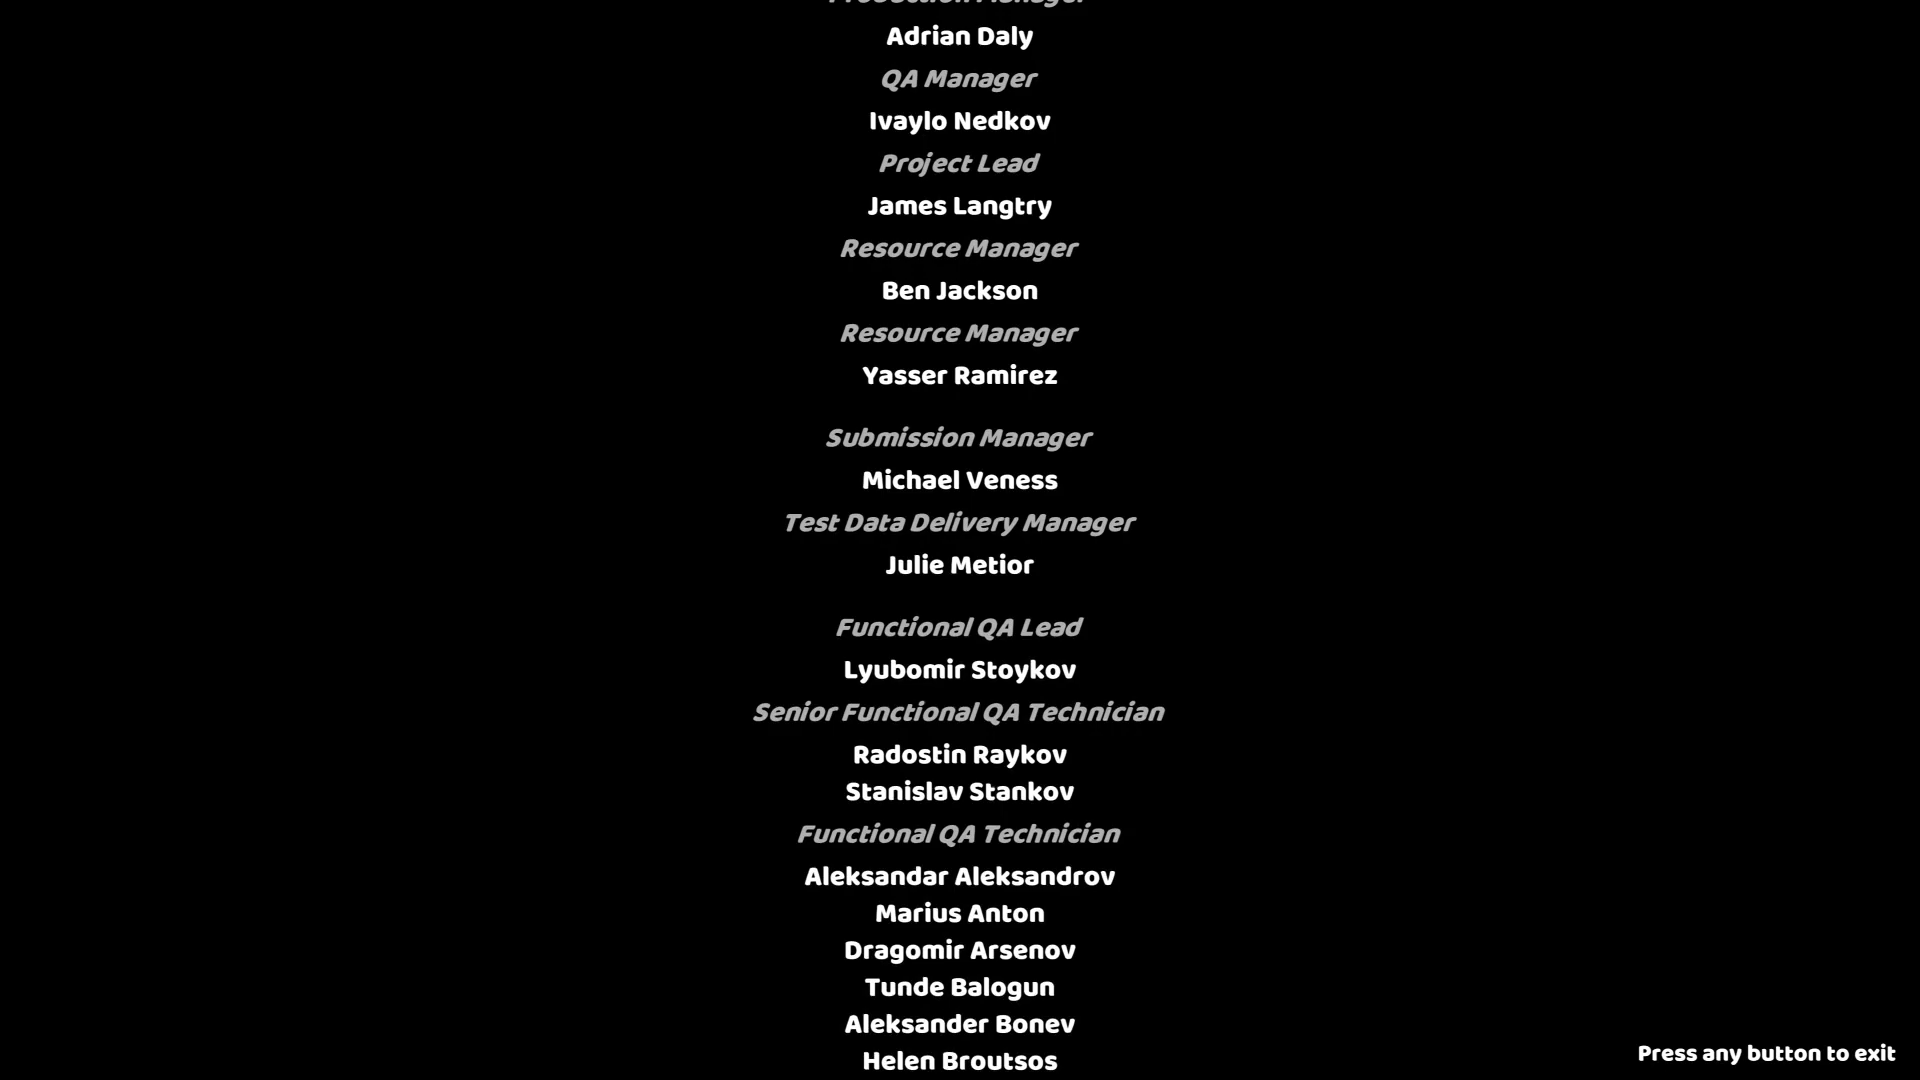 Production Manager
Adrian Daly
QA Manager
Ivaylo Nedkov
Project Lead
James Langtry
Resource Manager
Ben Jackson
Resource Manager
Yasser Ramirez
Submission Manager
Michael Veness
Test Data Delivery Manager
Julie Metior
Functional QA Lead
Lyubomir Stoykov
Senior Functional QA Technician
Radostin Raykov
Stanislav Stankov
Functional QA Technician
Aleksandar Aleksandrov
Marius Anton
Dragomir Arsenov
Tunde Balogun
Aleksander Bonev
Helen Broutsos
Press any button to exit